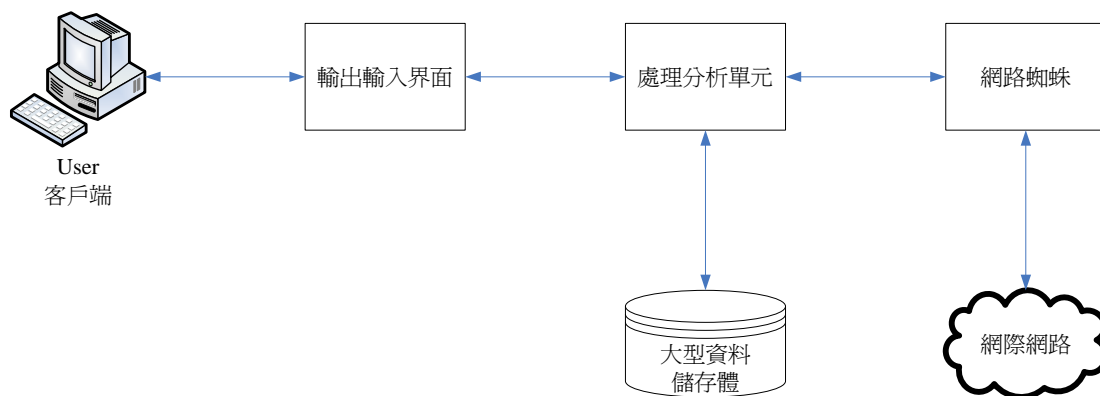 User
客戶端
輸出輸入界面
處理分析單元
網路蜘蛛
大型資料
儲存體
網際網路